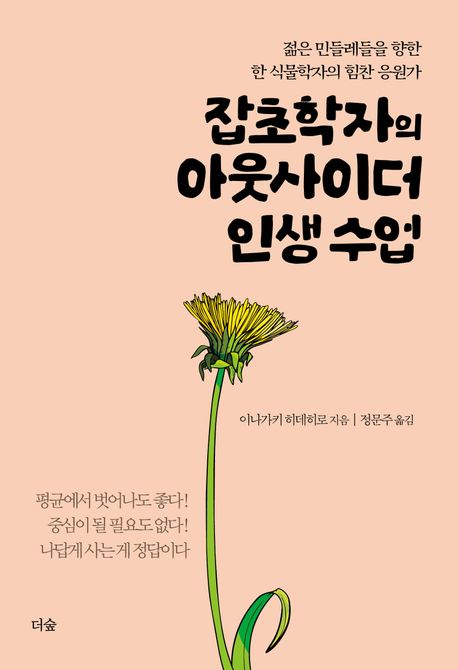 젊은 민들레들을 향한
한 식물학자의 힘찬 응원가
잡초학자의
아웃사이더
인생 수업
이나가키 히데히로 지음 | 정문주 옮김
평균에서 벗어나도 좋다!
중심이 될 필요도 없다!
나답게 사는 게 정답이다
더숲